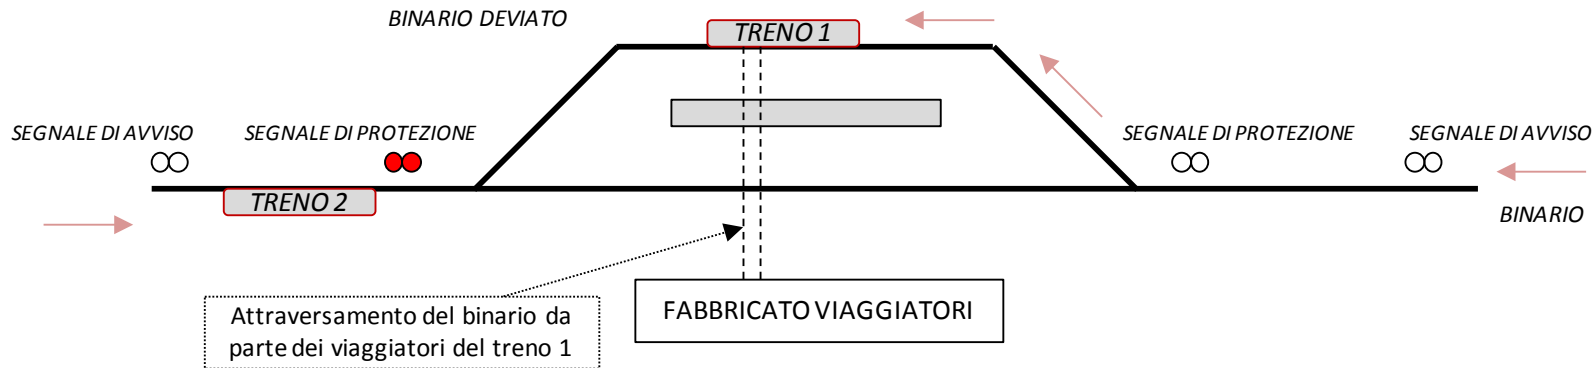 BINARIO DEVIATO
TRENO 1
SEGNALE DI AVVISO
SEGNALE DI PROTEZIONE
SEGNALE DI PROTEZIONE
SEGNALE DI AVVISO
TRENO 2
BINARIO
Attraversamento del binario da
parte dei viaggiatori del treno 1
FABBRICATO VIAGGIATORI